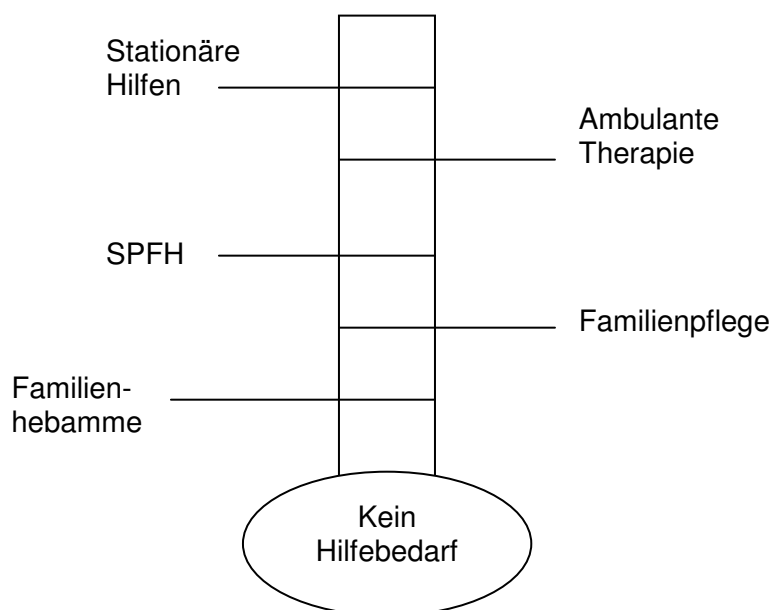 Stationäre
Hilfen
Ambulante
Therapie
SPFH
Familienpflege
Familien-
hebamme
Kein
Hilfebedarf